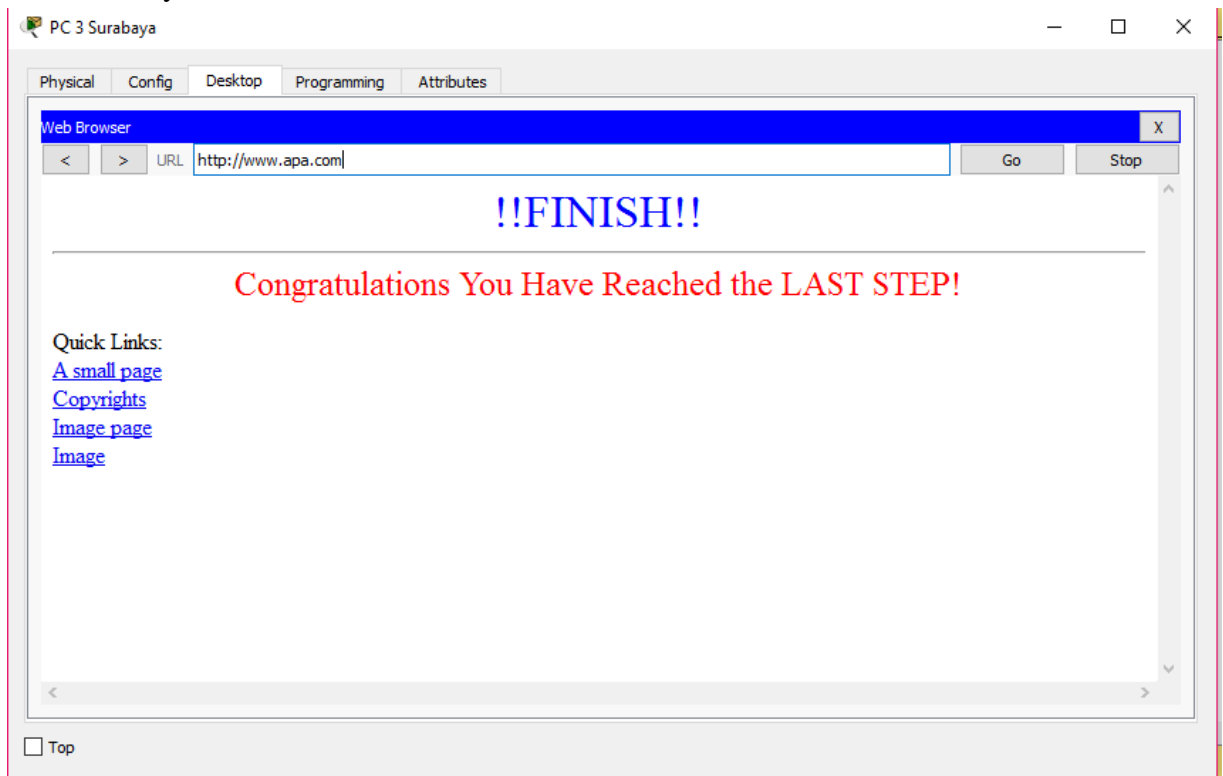 PC 3 Surabaya
Physical Config Desktop Programming Attributes
Web Browser X
< > URL http://www.apa.com Go Stop
!!FINISH!!
Congratulations You Have Reached the LAST STEP!
Quick Links:
A small page
Copyrights
Image page
Image
Top